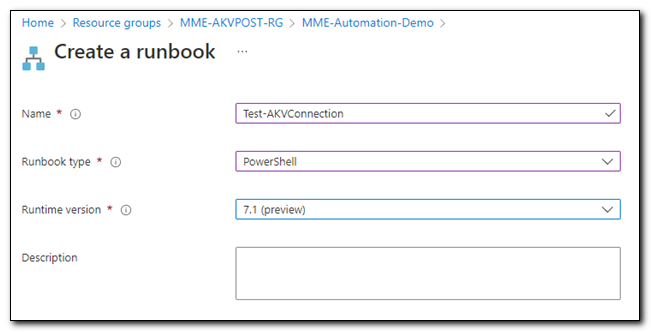 Home > Resource groups > MME-AKVPOST-RG > MME-Automation-Demo >
Create a runbook ...
Name * 
Test-AKVConnection
Runbook type *
PowerShell
Runtime version *
7.1 (preview)
Description